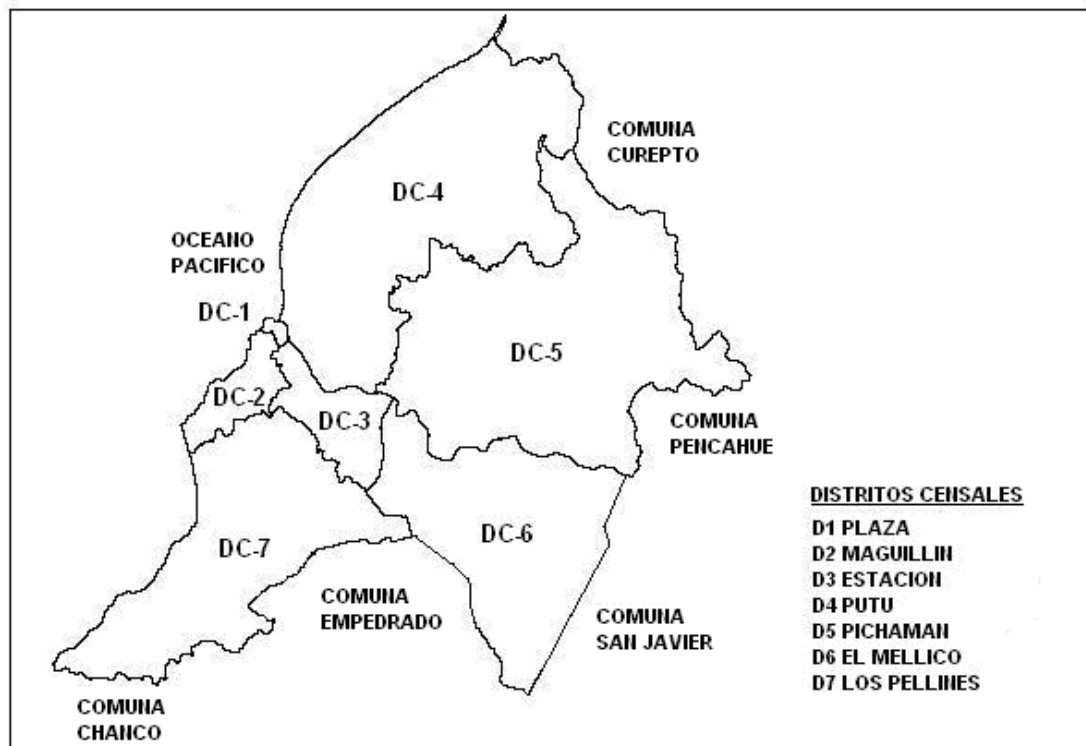 COMUNA
CUREPTO
DC-4
OCEANO
PACIFICO
DC-1
DC-5
DC-2
DC-3
COMUNA
PENCAHUE
DISTRITOS CENSALES
D1 PLAZA
D2 MAGUILLIN
D3 ESTACION
D4 PUTU
D5 PICHAMAN
D6 EL MELLICO
D7 LOS PELLINES
DC-6
DC-7
COMUNA
EMPEDRADO
COMUNA
SAN JAVIER
COMUNA
CHANCO